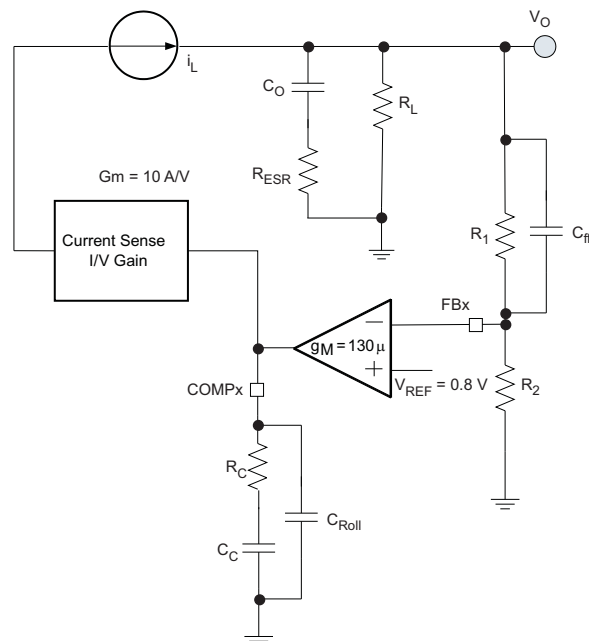 V_O
i_L
C_O
R_L
R_ESR
Gm = 10 A/V
Current Sense
I/V Gain
R_1
C_ff
FBx
g_M = 130 µ
V_REF = 0.8 V
R_2
COMPx
R_C
C_Roll
C_C